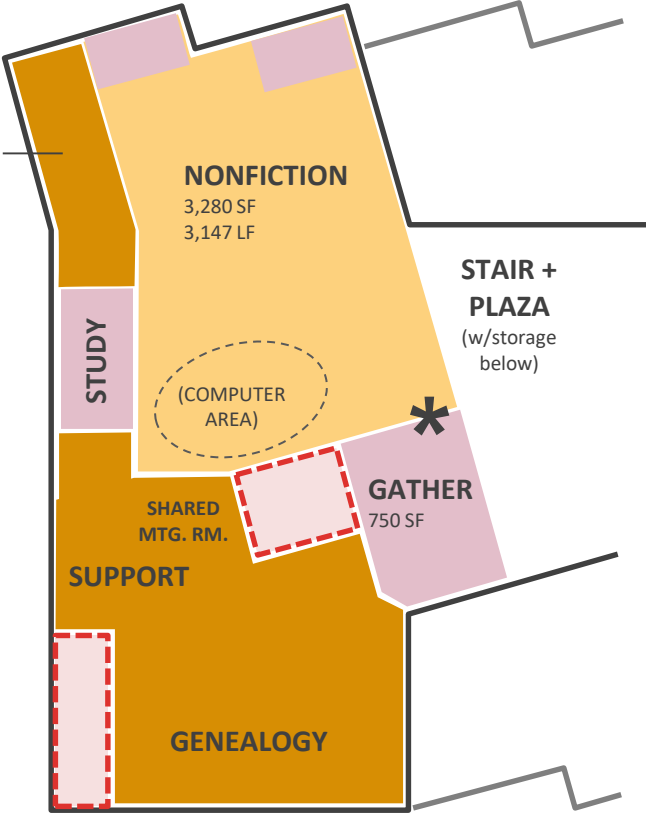 NONFICTION
3,280 SF
3,147 LF
STAIR +
PLAZA
(w/storage
below)
STUDY
(COMPUTER
AREA)
*
GATHER
750 SF
SHARED
MTG. RM.
SUPPORT
GENEALOGY